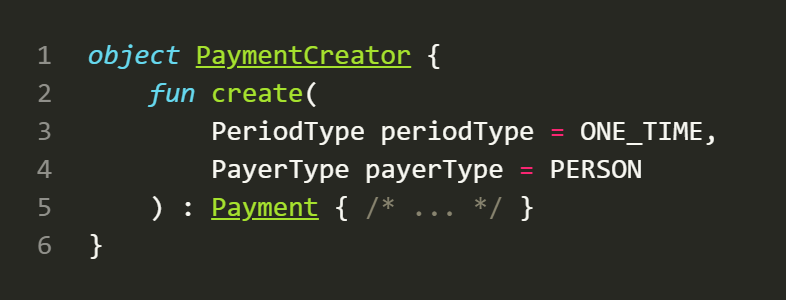 1 object PaymentCreator {
2     fun create(
3         PeriodType periodType = ONE_TIME,
4         PayerType payerType = PERSON
5     ) : Payment { /* ... */ }
6 }